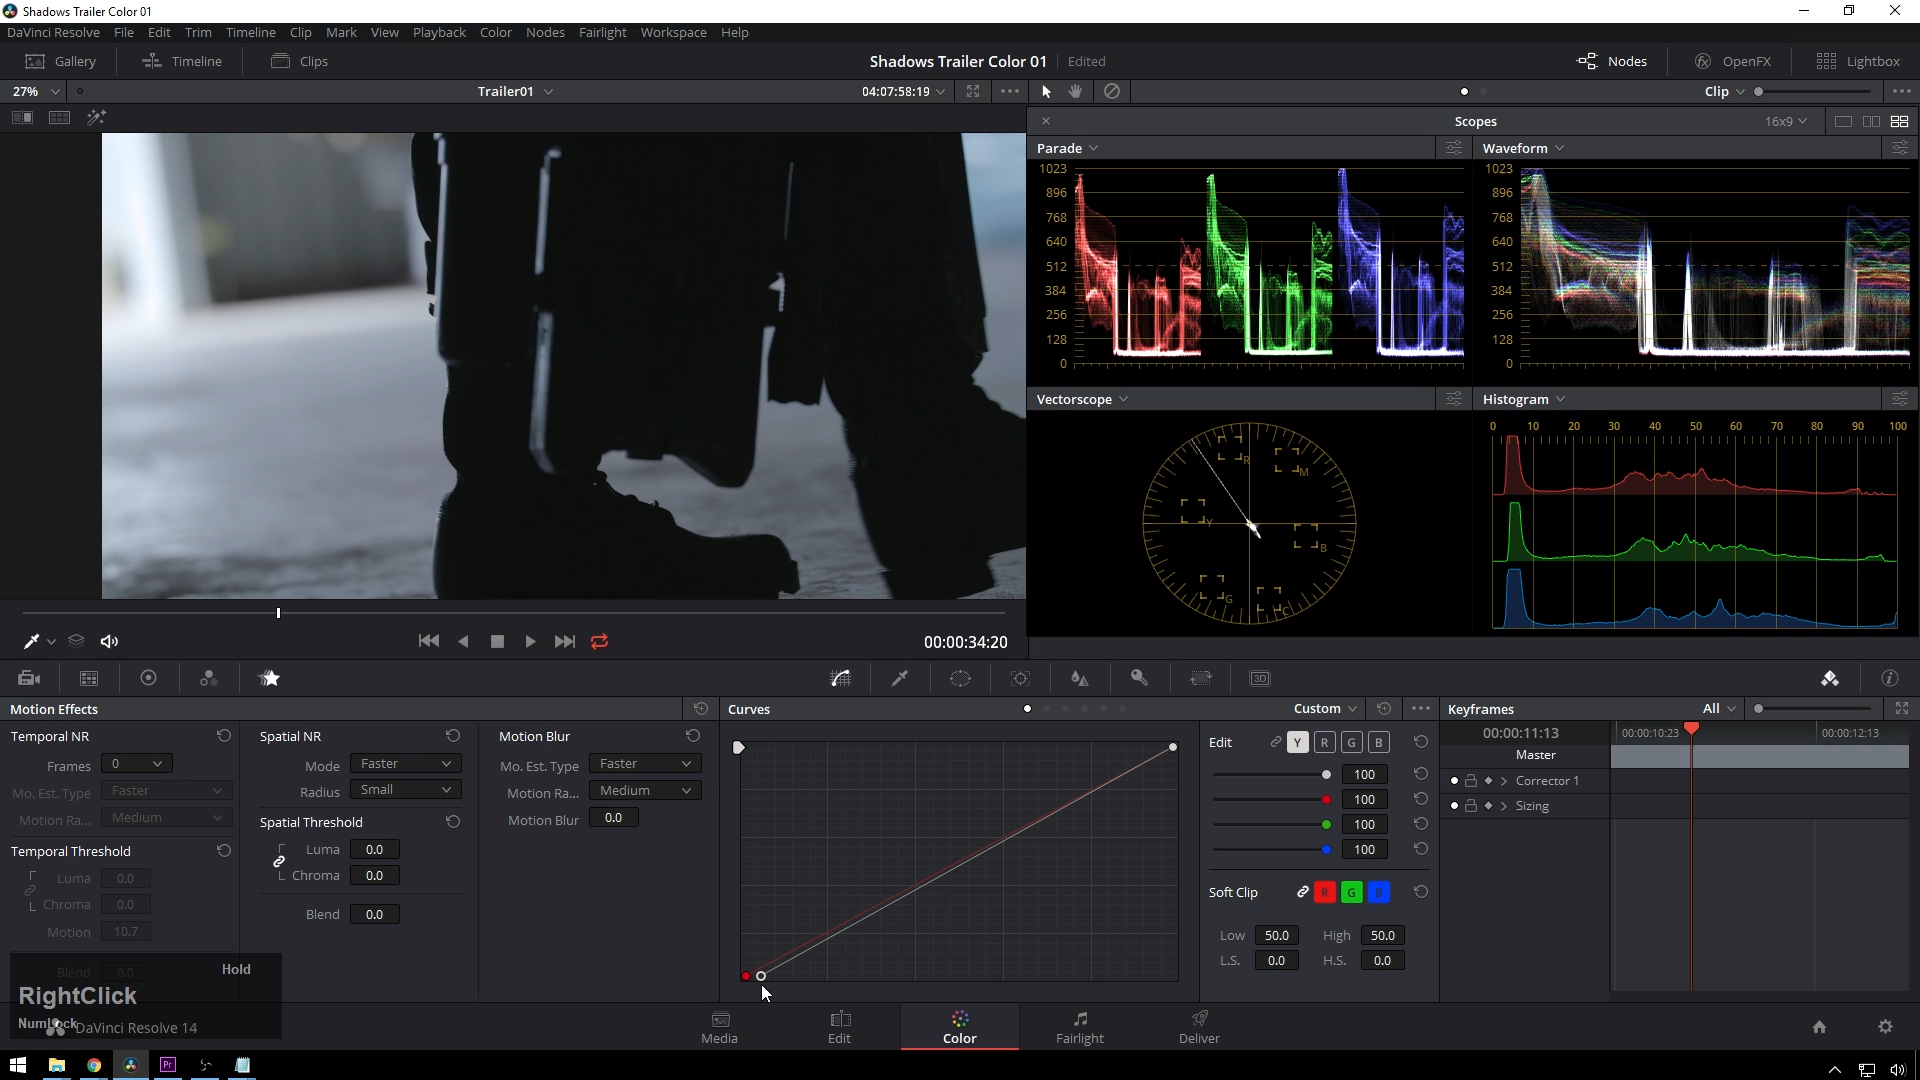 Shadows Trailer Color 01
DaVinci Resolve File Edit Trim Timeline Clip Mark View Playback Color Nodes Fairlight Workspace Help
Gallery Timeline Clips Shadows Trailer Color 01 Edited Nodes OpenFX Lightbox
27% Trailer01 04:07:58:19 Clip
Scopes 16x9
Parade Waveform
1023 1023
896 896
768 768
640 640
512 512
384 384
256 256
128 128
0 0
Vectorscope Histogram
0 10 20 30 40 50 60 70 80 90 100
R M
Y B
G C
00:00:34:20
3D
Motion Effects Curves Custom Keyframes All
Temporal NR Spatial NR Motion Blur Edit Y R G B 00:00:11:13 00:00:10:23 00:00:12:13
Master
Frames 0 Mode Faster Mo. Est. Type Faster 100
Corrector 1
Mo. Est. Type Faster Radius Small Motion Ra... Medium 100
Sizing
Motion Ra... Medium Spatial Threshold Motion Blur 0.0 100
Temporal Threshold Luma 0.0 100
Luma 0.0 Chroma 0.0
Chroma 0.0 Soft Clip R G B
Motion 10.7 Blend 0.0
Low 50.0 High 50.0
L.S. 0.0 H.S. 0.0
Blend 0.0 Hold
RightClick
NumLock DaVinci Resolve 14
Media Edit Color Fairlight Deliver
Pr